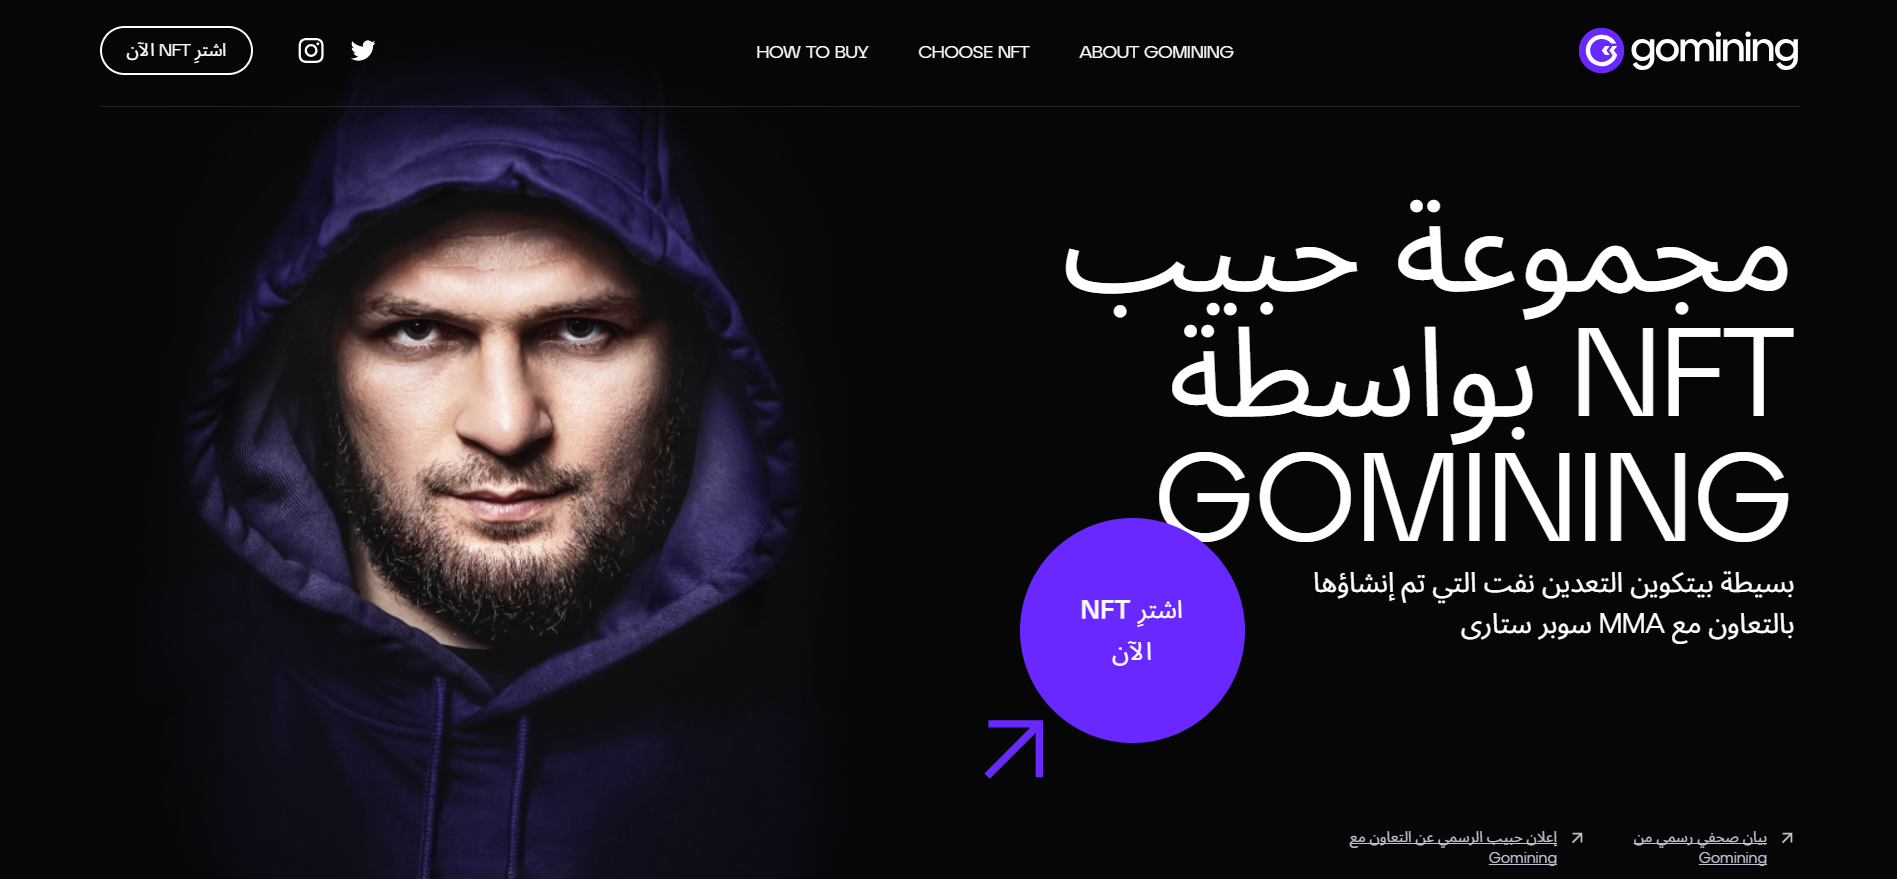 gomining
HOW TO BUY
CHOOSE NFT
ABOUT GOMINING
اشترِ NFT الآن
مجموعة حبيب
NFT بواسطة
GOMINING
بسيطة بيتكوين التعدين نفت التي تم إنشاؤها
بالتعاون مع MMA سوبر ستارى
اشترِ NFT
الآن
بيان صحفي رسمي من
Gomining
إعلان حبيب الرسمي عن التعاون مع
Gomining